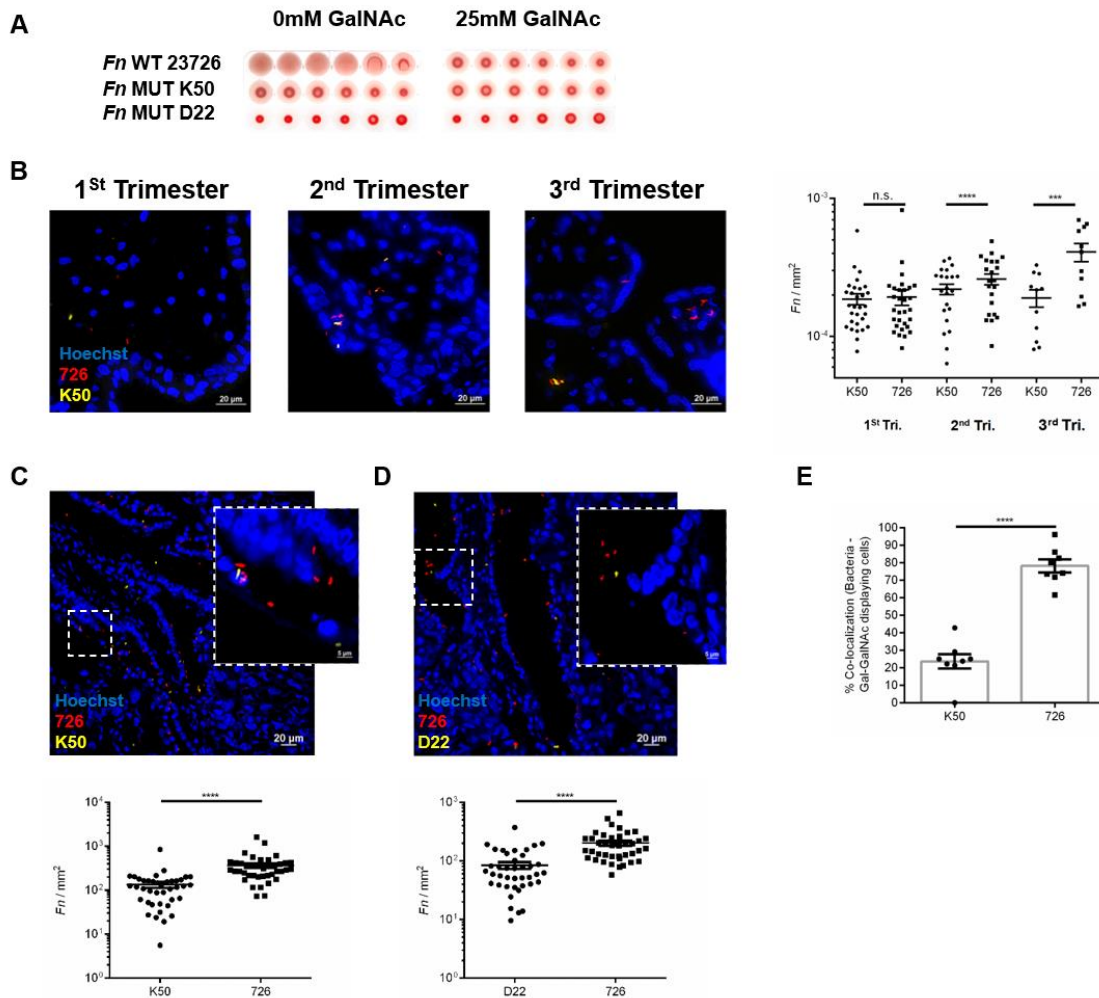 A
0mM GalNAc 25mM GalNAc
Fn WT 23726
Fn MUT K50
Fn MUT D22
B
1St Trimester 2nd Trimester 3rd Trimester
Hoechst
726
K50
20 µm
20 µm
20 µm
n.s. **** ***
10-3
10-4
Fn / mm2
K50 726 K50 726 K50 726
1St Tri. 2nd Tri. 3rd Tri.
C
Hoechst
726
K50
20 µm
5 µm
D
Hoechst
726
D22
20 µm
5 µm
E
****
100
90
80
70
60
50
40
30
20
10
0
% Co-localization (Bacteria -
Gal-GalNAc displaying cells)
K50 726
****
104
103
102
101
100
Fn / mm2
K50 726
****
103
102
101
100
Fn / mm2
D22 726